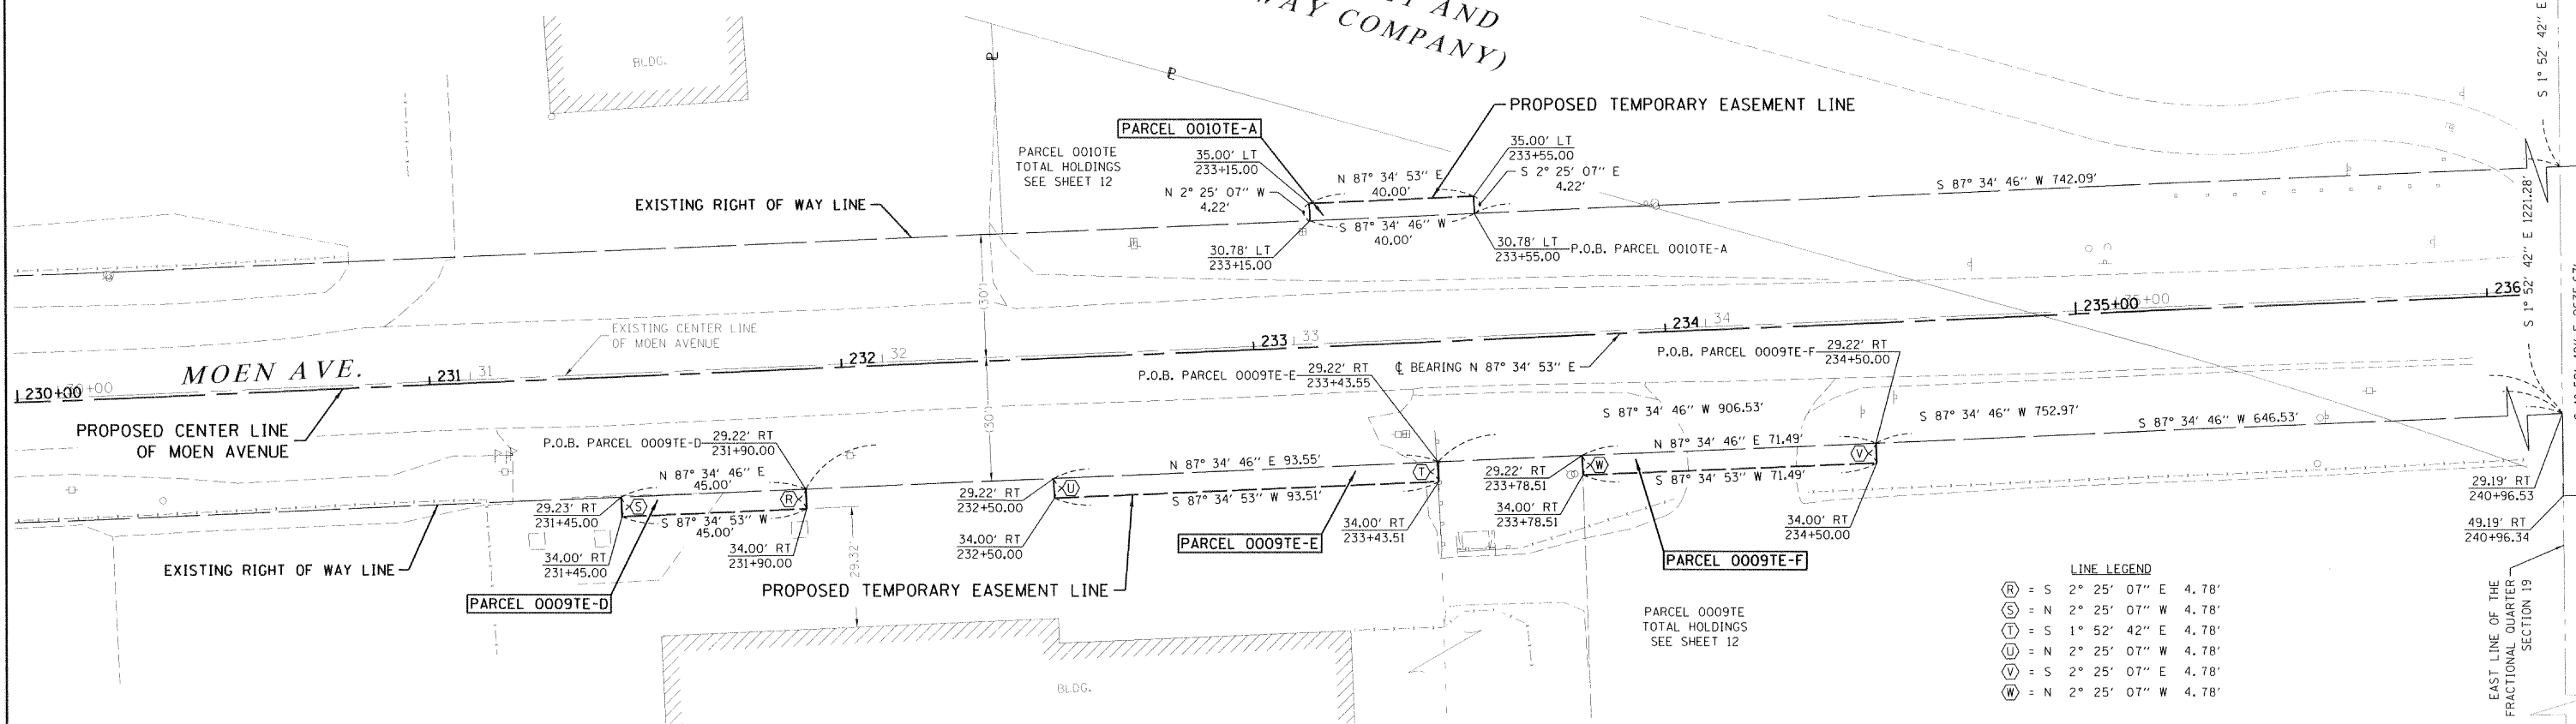 AND
WAY COMPANY)
BLDG.
PROPOSED TEMPORARY EASEMENT LINE
PARCEL 0010TE-A
PARCEL 0010TE
TOTAL HOLDINGS
SEE SHEET 12
35.00' LT
233+15.00
35.00' LT
233+55.00
N 87° 34' 53" E
40.00'
S 2° 25' 07" E
4.22'
N 2° 25' 07" W
4.22'
S 87° 34' 46" W
40.00'
S 87° 34' 46" W 742.09'
EXISTING RIGHT OF WAY LINE
30.78' LT
233+15.00
30.78' LT
233+55.00
P.O.B. PARCEL 0010TE-A
S 1° 52' 42" E
S 1° 52' 42" E 1221.28'
(30')
(30')
EXISTING CENTER LINE
OF MOEN AVENUE
MOEN AVE.
230+00
231 31
232 32
233 33
234 34
235+00
236
PROPOSED CENTER LINE
OF MOEN AVENUE
P.O.B. PARCEL 0009TE-E
29.22' RT
233+43.55
℄ BEARING N 87° 34' 53" E
P.O.B. PARCEL 0009TE-F
29.22' RT
234+50.00
P.O.B. PARCEL 0009TE-D
29.22' RT
231+90.00
N 87° 34' 46" E
45.00'
N 87° 34' 46" E 93.55'
S 87° 34' 46" W 906.53'
N 87° 34' 46" E 71.49'
S 87° 34' 46" W 752.97'
S 87° 34' 46" W 646.53'
R
S
T
U
V
W
29.23' RT
231+45.00
S 87° 34' 53" W
45.00'
34.00' RT
231+45.00
34.00' RT
231+90.00
29.22' RT
232+50.00
S 87° 34' 53" W 93.51'
34.00' RT
232+50.00
34.00' RT
233+43.51
29.22' RT
233+78.51
34.00' RT
233+78.51
S 87° 34' 53" W 71.49'
34.00' RT
234+50.00
29.19' RT
240+96.53
49.19' RT
240+96.34
EXISTING RIGHT OF WAY LINE
PARCEL 0009TE-D
29.32'
PROPOSED TEMPORARY EASEMENT LINE
PARCEL 0009TE-E
PARCEL 0009TE-F
PARCEL 0009TE
TOTAL HOLDINGS
SEE SHEET 12
BLDG.
LINE LEGEND
R = S 2° 25' 07" E 4.78'
S = N 2° 25' 07" W 4.78'
T = S 1° 52' 42" E 4.78'
U = N 2° 25' 07" W 4.78'
V = S 2° 25' 07" E 4.78'
W = N 2° 25' 07" W 4.78'
EAST LINE OF THE
FRACTIONAL QUARTER
SECTION 19